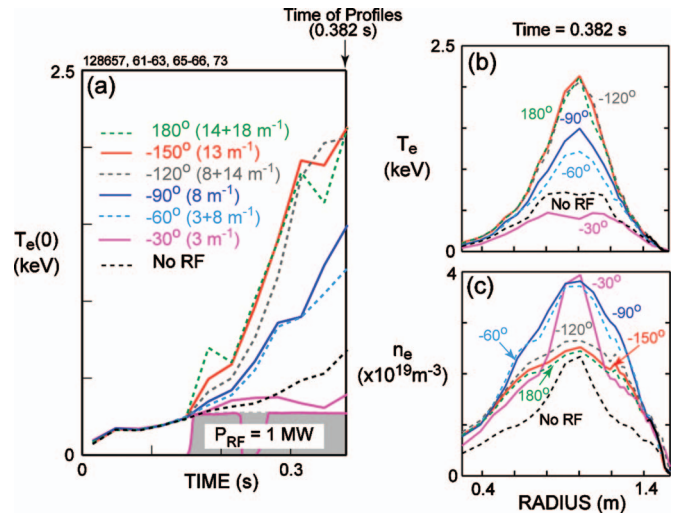 Time of Profiles
(0.382 s)
128657, 61-63, 65-66, 73
2.5
(a)
180° (14+18 m⁻¹)
-150° (13 m⁻¹)
-120° (8+14 m⁻¹)
-90° (8 m⁻¹)
-60° (3+8 m⁻¹)
-30° (3 m⁻¹)
No RF
Tₑ(0)
(keV)
P_RF = 1 MW
0
0.3
TIME (s)
Time = 0.382 s
2.5
(b)
-120°
180°
-90°
-60°
No RF
-30°
Tₑ
(keV)
0
4
(c)
-30°
-90°
-60°
-120°
-150°
180°
No RF
nₑ
(x10¹⁹m⁻³)
0
0.4
1.4
RADIUS (m)